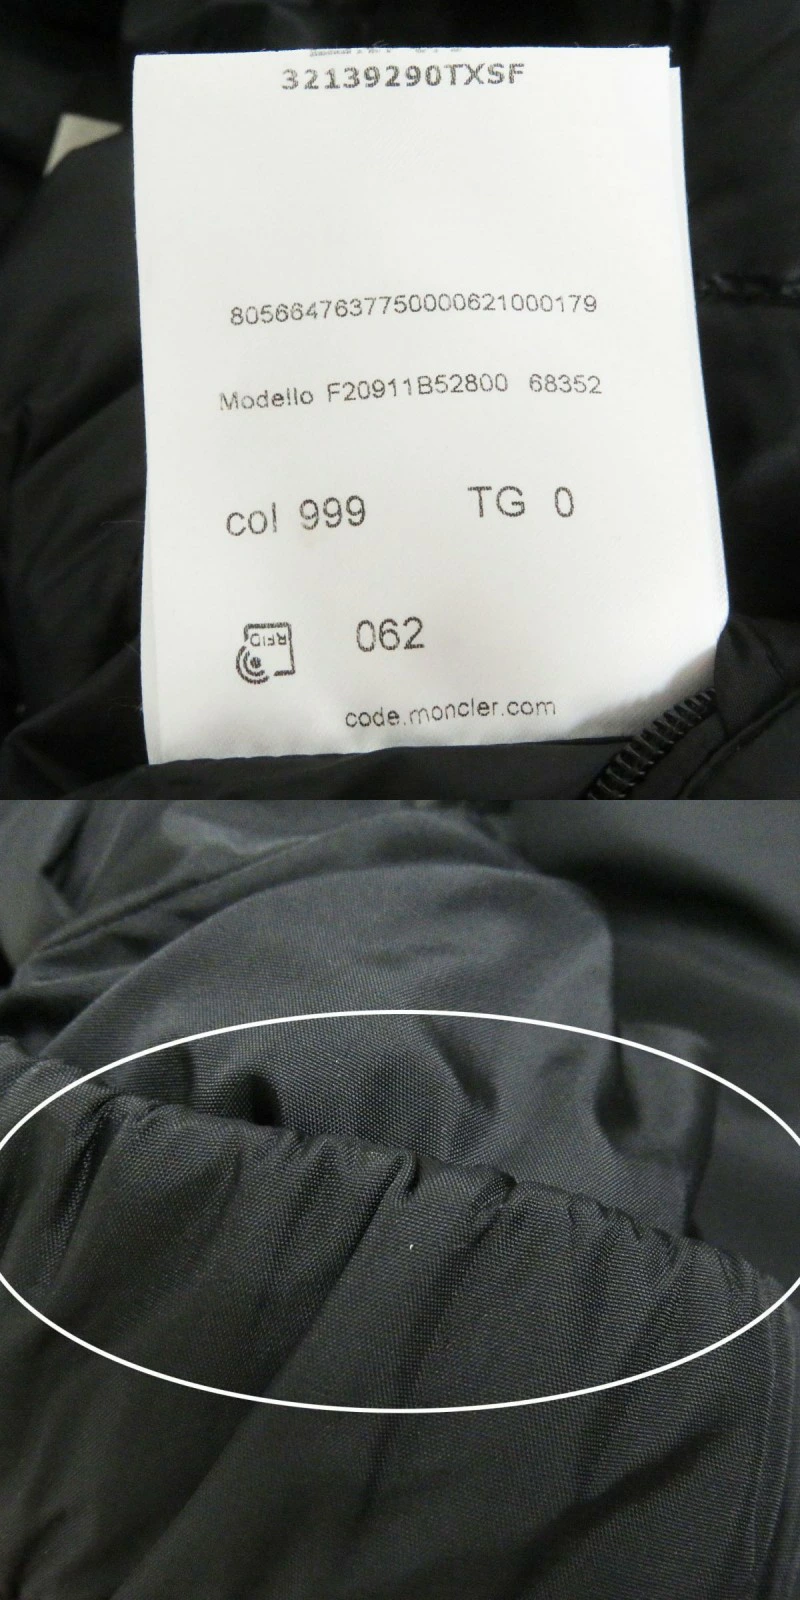 32139290TXSF
8056647637750000621000179
Modello F20911B52800 68352
col 999 TG 0
RFID
062
code.moncler.com